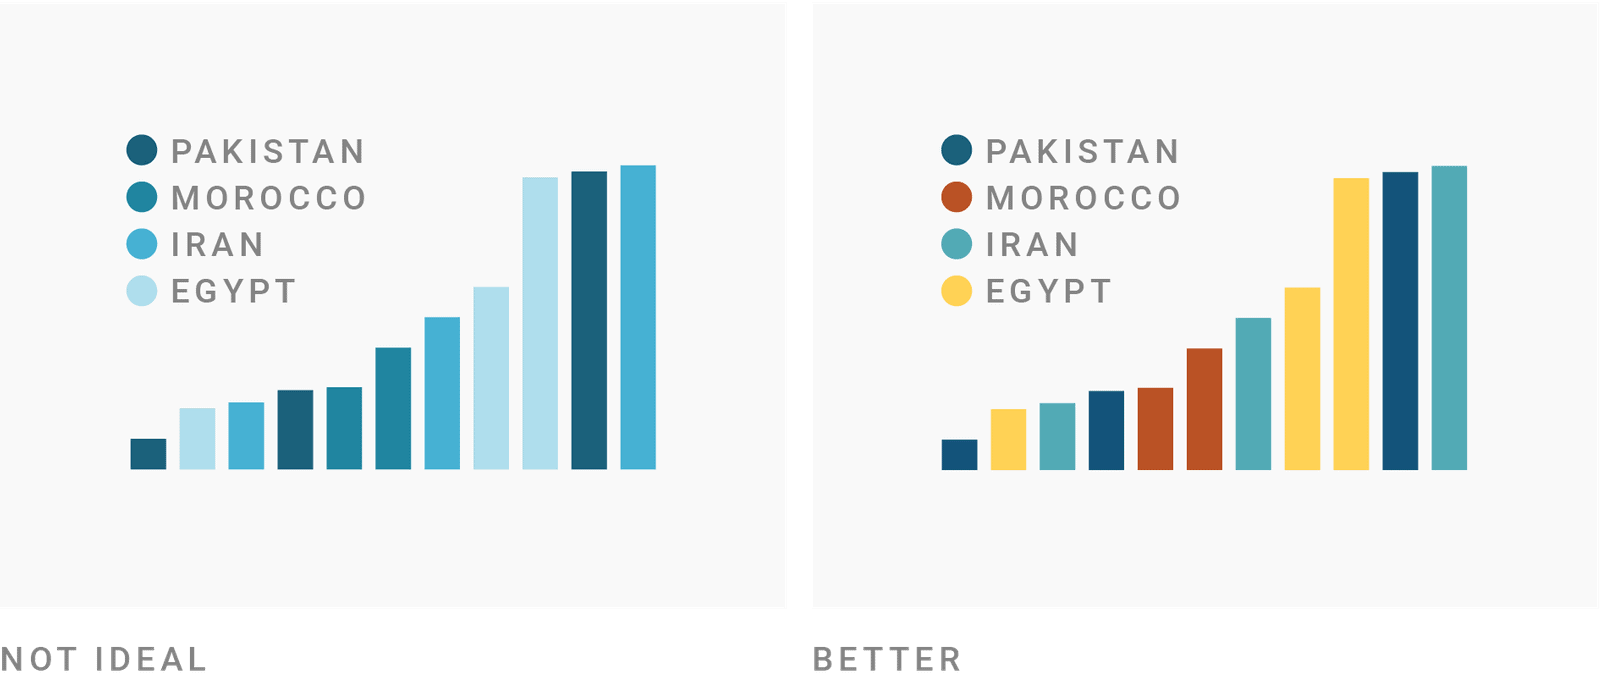 PAKISTAN
MOROCCO
IRAN
EGYPT
NOT IDEAL
PAKISTAN
MOROCCO
IRAN
EGYPT
BETTER